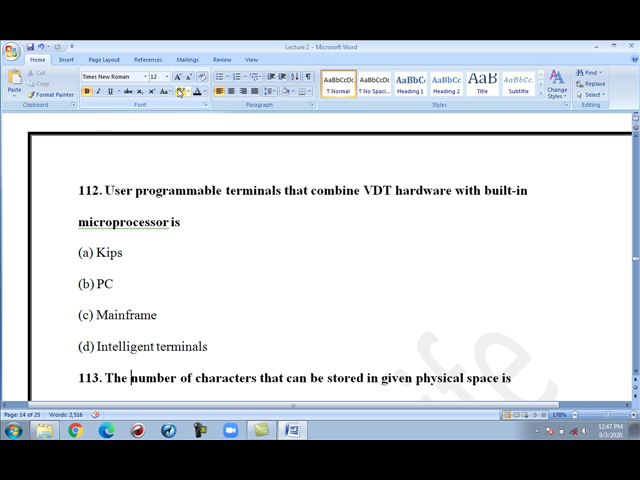 Lecture 2 - Microsoft Word
Home Insert Page Layout References Mailings Review View
Cut
Copy
Format Painter
Paste
Times New Roman 12
AaBbCcDc AaBbCcDc AaBbC AaBbCc AaB AaBbCc
¶ Normal ¶ No Spaci... Heading 1 Heading 2 Title Subtitle
Change Styles
Find
Replace
Select
Clipboard Font Paragraph Styles Editing
112. User programmable terminals that combine VDT hardware with built-in
microprocessor is
(a) Kips
(b) PC
(c) Mainframe
(d) Intelligent terminals
113. The number of characters that can be stored in given physical space is
Page: 14 of 25 Words: 2,516 170%
12:47 PM
9/3/2020